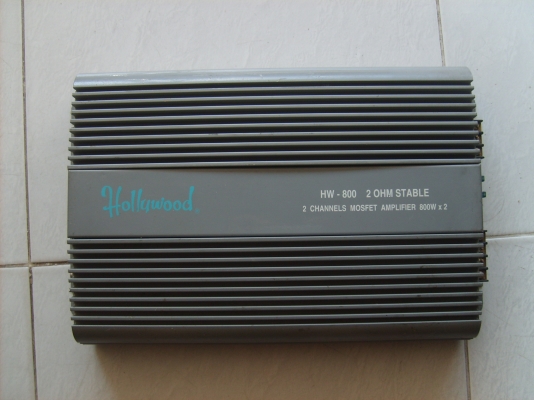 Hollywood
HW - 800 2 OHM STABLE
2 CHANNELS MOSFET AMPLIFIER 800W x 2